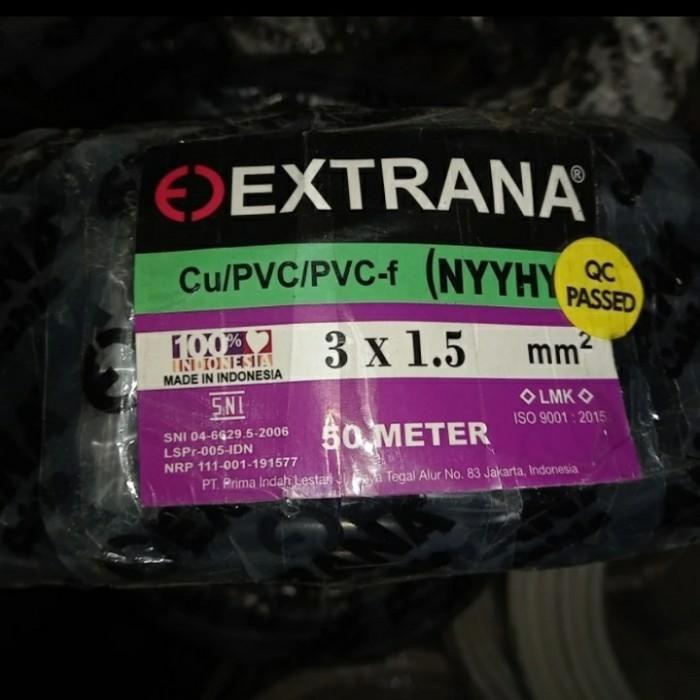 EXTRANA®
Cu/PVC/PVC-f (NYYHY
QC
PASSED
100%
INDONESIA
MADE IN INDONESIA
3 x 1.5 mm²
SNI
LMK
ISO 9001 : 2015
SNI 04-6629.5-2006
LSPr-005-IDN
NRP 111-001-191577
50 METER
PT. Prima Indah Lestari Tegal Alur No. 83 Jakarta, Indonesia